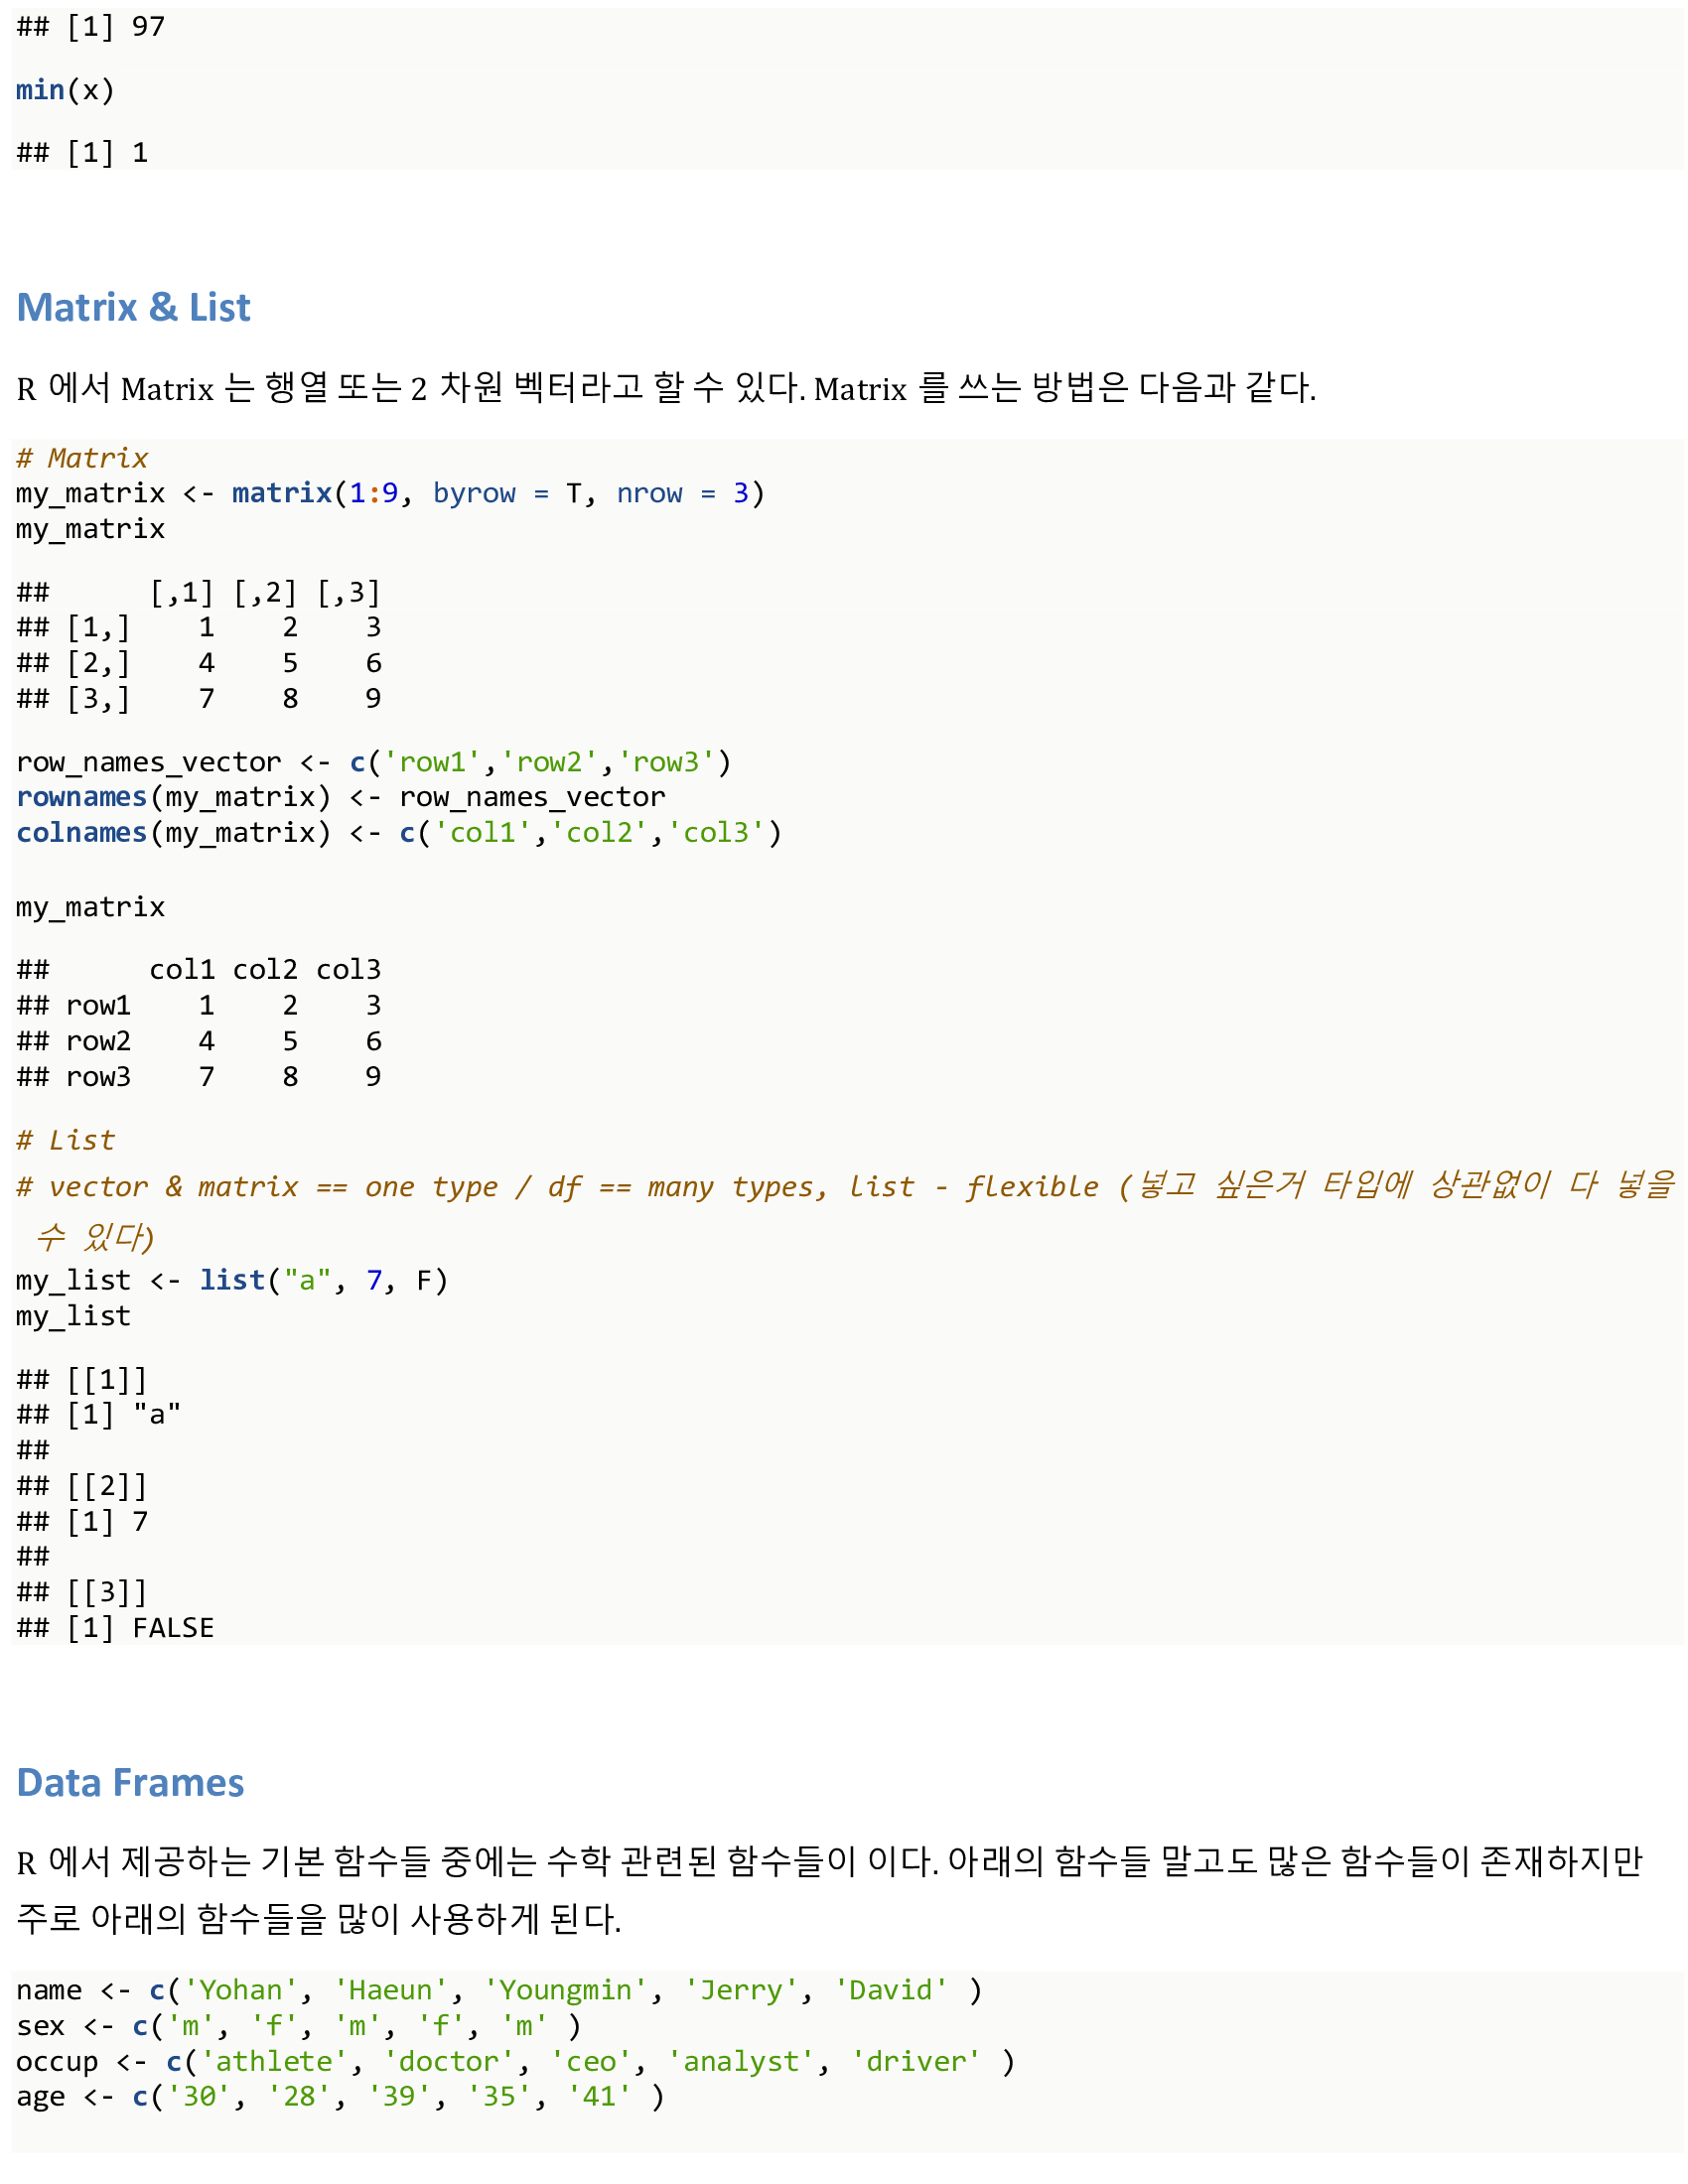 ## [1] 97
min(x)
## [1] 1
Matrix & List
R 에서 Matrix 는 행열 또는 2 차원 벡터라고 할 수 있다. Matrix 를 쓰는 방법은 다음과 같다.
# Matrix
my_matrix <- matrix(1:9, byrow = T, nrow = 3)
my_matrix
##      [,1] [,2] [,3]
## [1,]    1    2    3
## [2,]    4    5    6
## [3,]    7    8    9
row_names_vector <- c('row1','row2','row3')
rownames(my_matrix) <- row_names_vector
colnames(my_matrix) <- c('col1','col2','col3')
my_matrix
##      col1 col2 col3
## row1    1    2    3
## row2    4    5    6
## row3    7    8    9
# List
# vector & matrix == one type / df == many types, list - flexible (넣고 싶은거 타입에 상관없이 다 넣을
수 있다)
my_list <- list("a", 7, F)
my_list
## [[1]]
## [1] "a"
##
## [[2]]
## [1] 7
##
## [[3]]
## [1] FALSE
Data Frames
R 에서 제공하는 기본 함수들 중에는 수학 관련된 함수들이 이다. 아래의 함수들 말고도 많은 함수들이 존재하지만
주로 아래의 함수들을 많이 사용하게 된다.
name <- c('Yohan', 'Haeun', 'Youngmin', 'Jerry', 'David' )
sex <- c('m', 'f', 'm', 'f', 'm' )
occup <- c('athlete', 'doctor', 'ceo', 'analyst', 'driver' )
age <- c('30', '28', '39', '35', '41' )